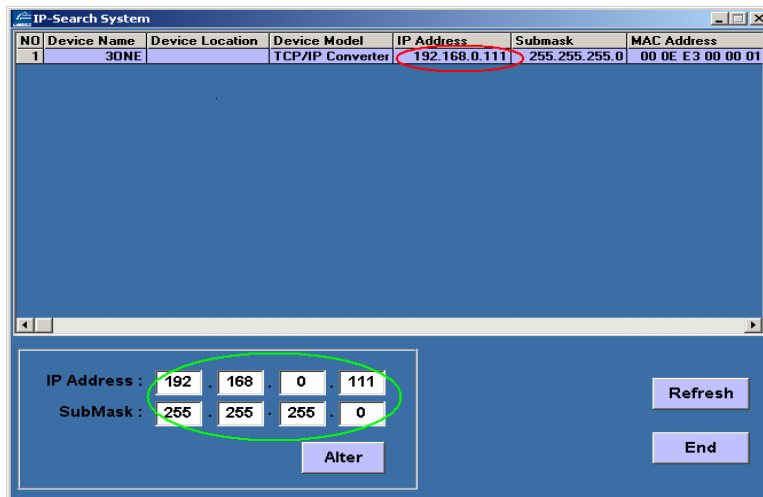 IP-Search System
NO Device Name Device Location Device Model IP Address Submask MAC Address
1 3ONE TCP/IP Converter 192.168.0.111 255.255.255.0 00 0E E3 00 00 01
IP Address : 192 . 168 . 0 . 111
SubMask : 255 . 255 . 255 . 0
Alter
Refresh
End